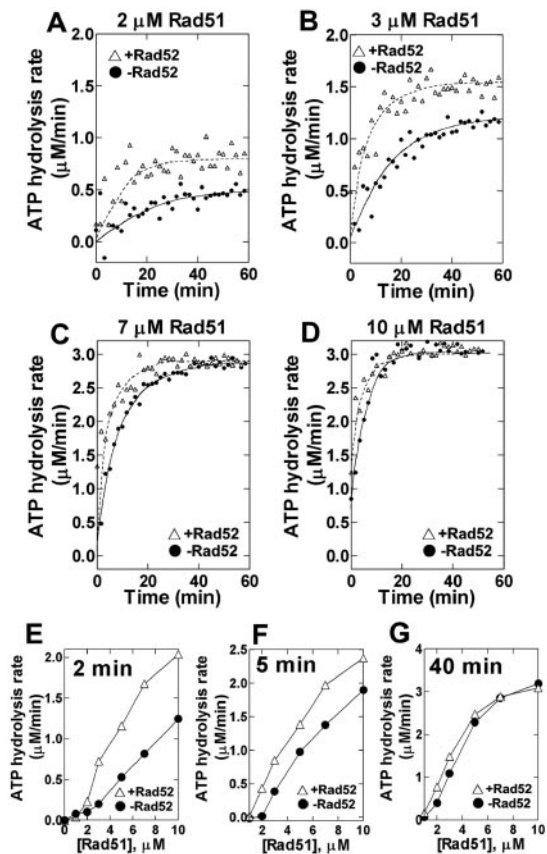 A 2 μM Rad51
△ +Rad52
● -Rad52
ATP hydrolysis rate
(μM/min)
1.5
1.0
0.5
0.0
0 20 40 60
Time (min)
B 3 μM Rad51
△ +Rad52
● -Rad52
ATP hydrolysis rate
(μM/min)
2.0
1.5
1.0
0.5
0.0
0 20 40 60
Time (min)
C 7 μM Rad51
ATP hydrolysis rate
(μM/min)
3.0
2.5
2.0
1.5
1.0
0.5
0.0
△ +Rad52
● -Rad52
0 20 40 60
Time (min)
D 10 μM Rad51
ATP hydrolysis rate
(μM/min)
3.0
2.5
2.0
1.5
1.0
0.5
0.0
△ +Rad52
● -Rad52
0 20 40 60
Time (min)
E
2 min
ATP hydrolysis rate
(μM/min)
2.0
1.5
1.0
0.5
0.0
△ +Rad52
● -Rad52
0 2 4 6 8 10
[Rad51], μM
F
5 min
ATP hydrolysis rate
(μM/min)
2.5
2.0
1.5
1.0
0.5
0.0
△ +Rad52
● -Rad52
2 4 6 8 10
[Rad51], μM
G
40 min
ATP hydrolysis rate
(μM/min)
4
3
2
1
0
△ +Rad52
● -Rad52
2 4 6 8 10
[Rad51], μM